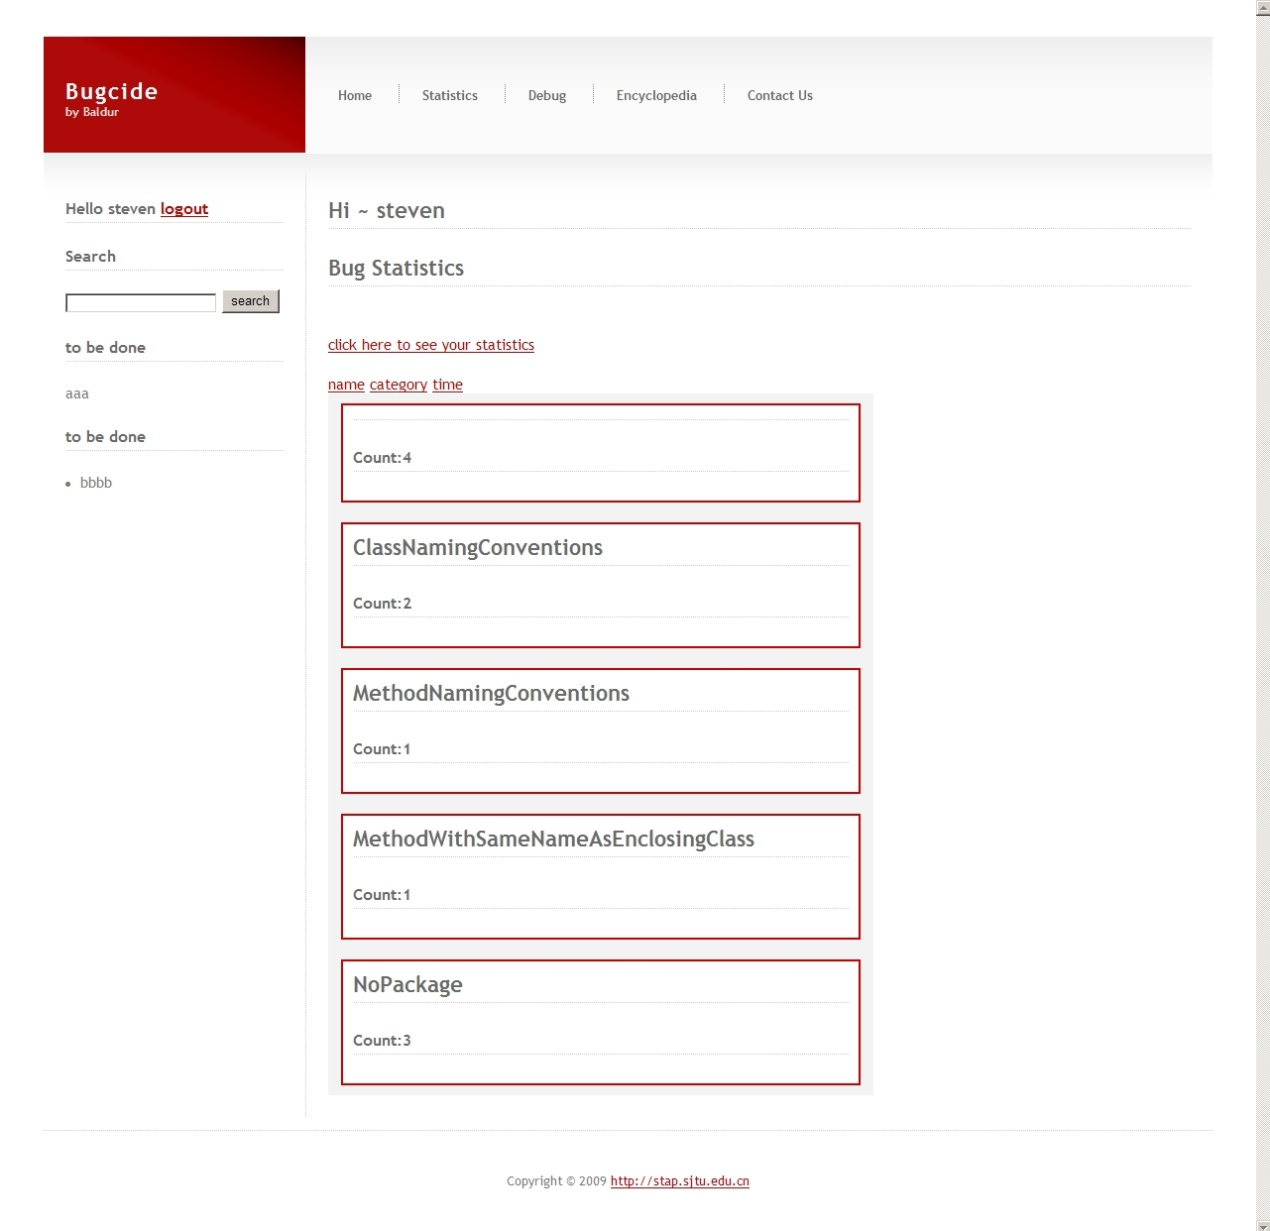 Bugcide
by Baldur
Home Statistics Debug Encyclopedia Contact Us
Hello steven logout
Search
search
to be done
aaa
to be done
bbbb
Hi ~ steven
Bug Statistics
click here to see your statistics
name category time
Count:4
ClassNamingConventions
Count:2
MethodNamingConventions
Count:1
MethodWithSameNameAsEnclosingClass
Count:1
NoPackage
Count:3
Copyright © 2009 http://stap.sjtu.edu.cn